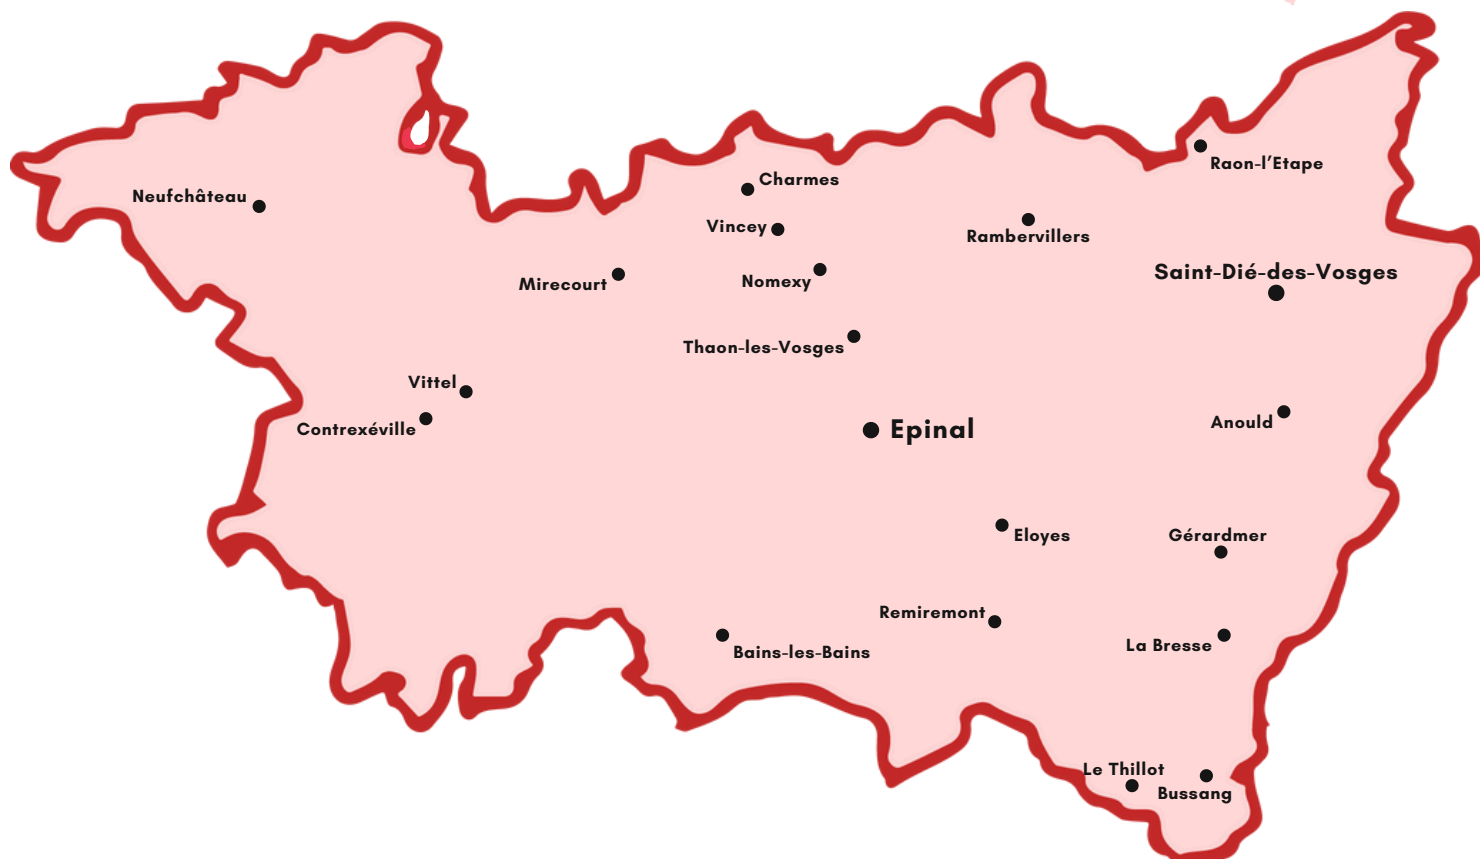 Raon-l'Etape
Charmes
Neufchâteau
Vincey
Rambervillers
Saint-Dié-des-Vosges
Nomexy
Mirecourt
Thaon-les-Vosges
Vittel
Anould
Contrexéville
Epinal
Eloyes
Gérardmer
Remiremont
La Bresse
Bains-les-Bains
Le Thillot
Bussang